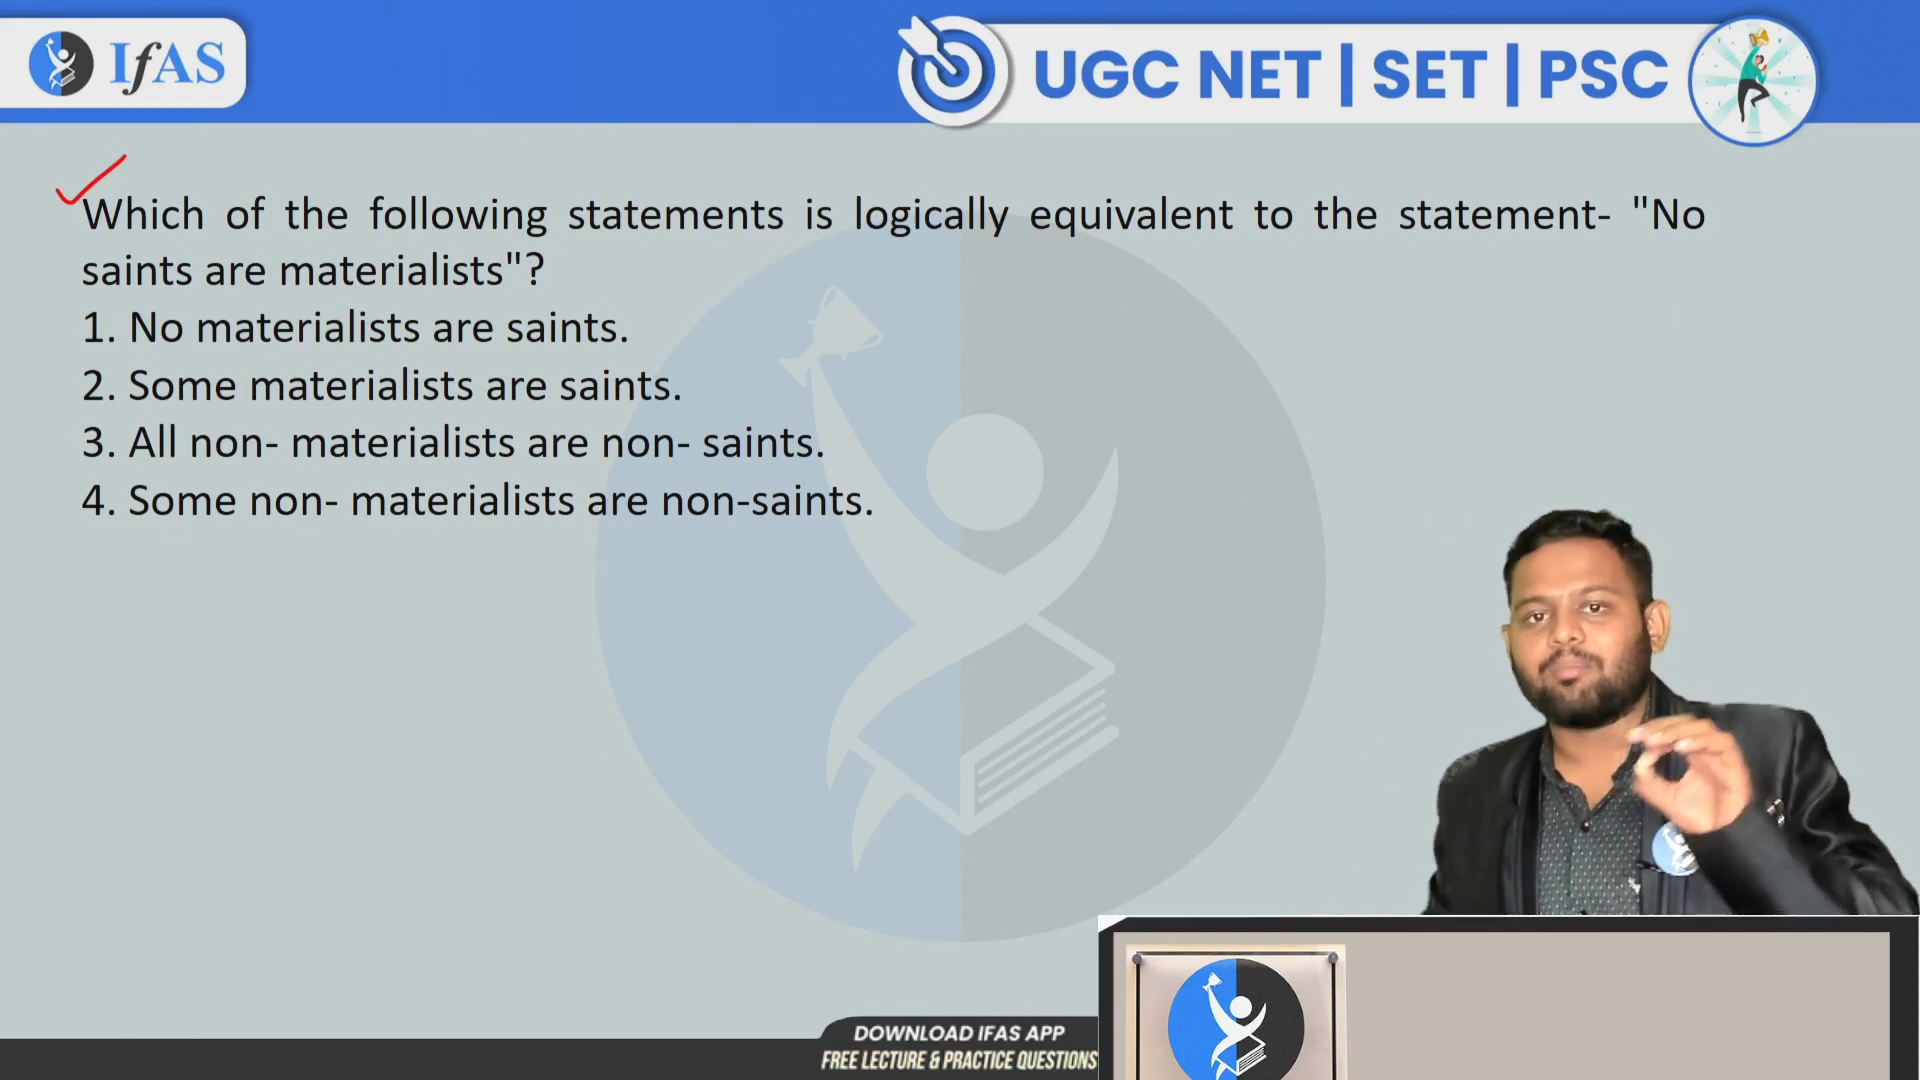 IfAS
UGC NET | SET | PSC
Which of the following statements is logically equivalent to the statement- "No
saints are materialists"?
1. No materialists are saints.
2. Some materialists are saints.
3. All non- materialists are non- saints.
4. Some non- materialists are non-saints.
DOWNLOAD IFAS APP
FREE LECTURE & PRACTICE QUESTIONS